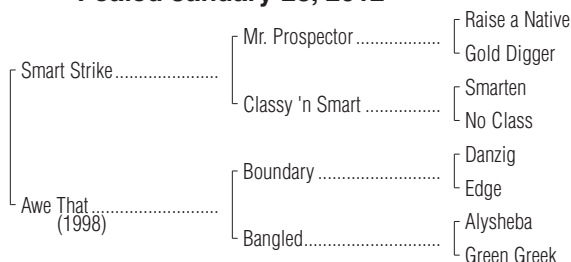 Foaled January 2012
Raise a Native
Mr. Prospector
Gold Digger
Smart Strike
Smarten
Classy 'n Smart
No Class
Danzig
Boundary
Edge
Awe That
(1998)
Alysheba
Bangled
Green Greek